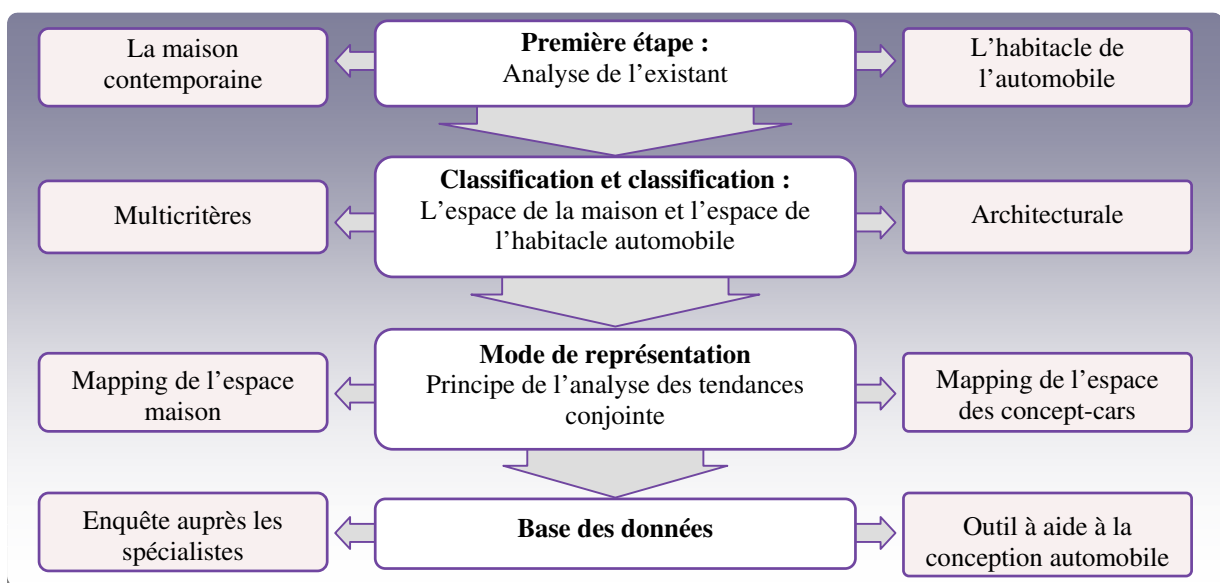 La maison
contemporaine
Première étape :
Analyse de l'existant
L'habitacle de
l'automobile
Multicritères
Classification et classification :
L'espace de la maison et l'espace de
l'habitacle automobile
Architecturale
Mapping de l'espace
maison
Mode de représentation
Principe de l'analyse des tendances
conjointe
Mapping de l'espace
des concept-cars
Enquête auprès les
spécialistes
Base des données
Outil à aide à la
conception automobile